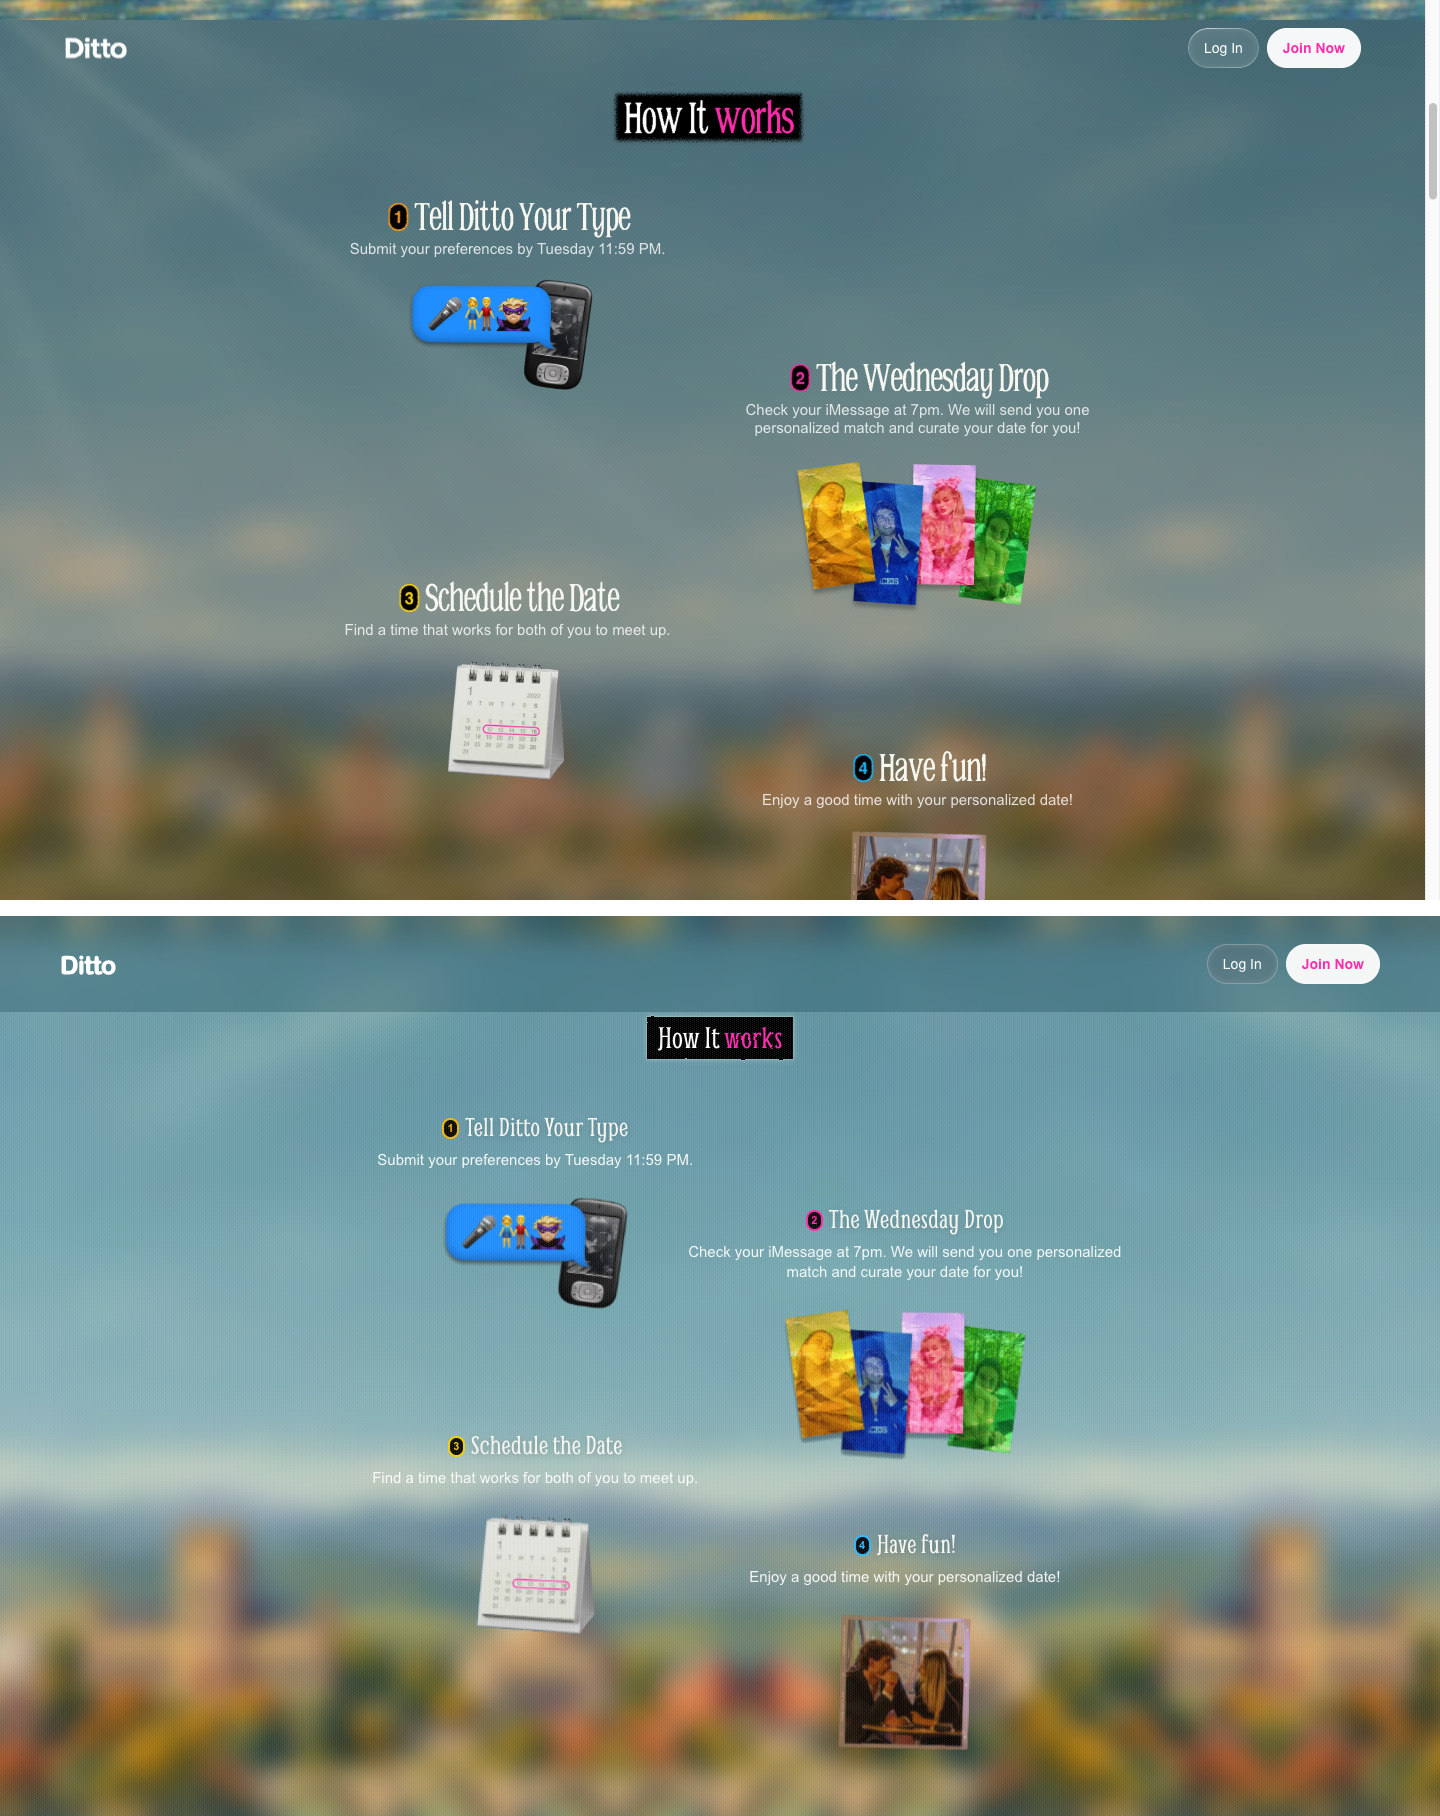 Ditto
Log In
Join Now
How It works
1 Tell Ditto Your Type
Submit your preferences by Tuesday 11:59 PM.
2 The Wednesday Drop
Check your iMessage at 7pm. We will send you one
personalized match and curate your date for you!
3 Schedule the Date
Find a time that works for both of you to meet up.
1 2022
M T W T F S S
4 Have fun!
Enjoy a good time with your personalized date!
Ditto
Log In
Join Now
How It works
1 Tell Ditto Your Type
Submit your preferences by Tuesday 11:59 PM.
2 The Wednesday Drop
Check your iMessage at 7pm. We will send you one personalized
match and curate your date for you!
3 Schedule the Date
Find a time that works for both of you to meet up.
1 2022
4 Have fun!
Enjoy a good time with your personalized date!